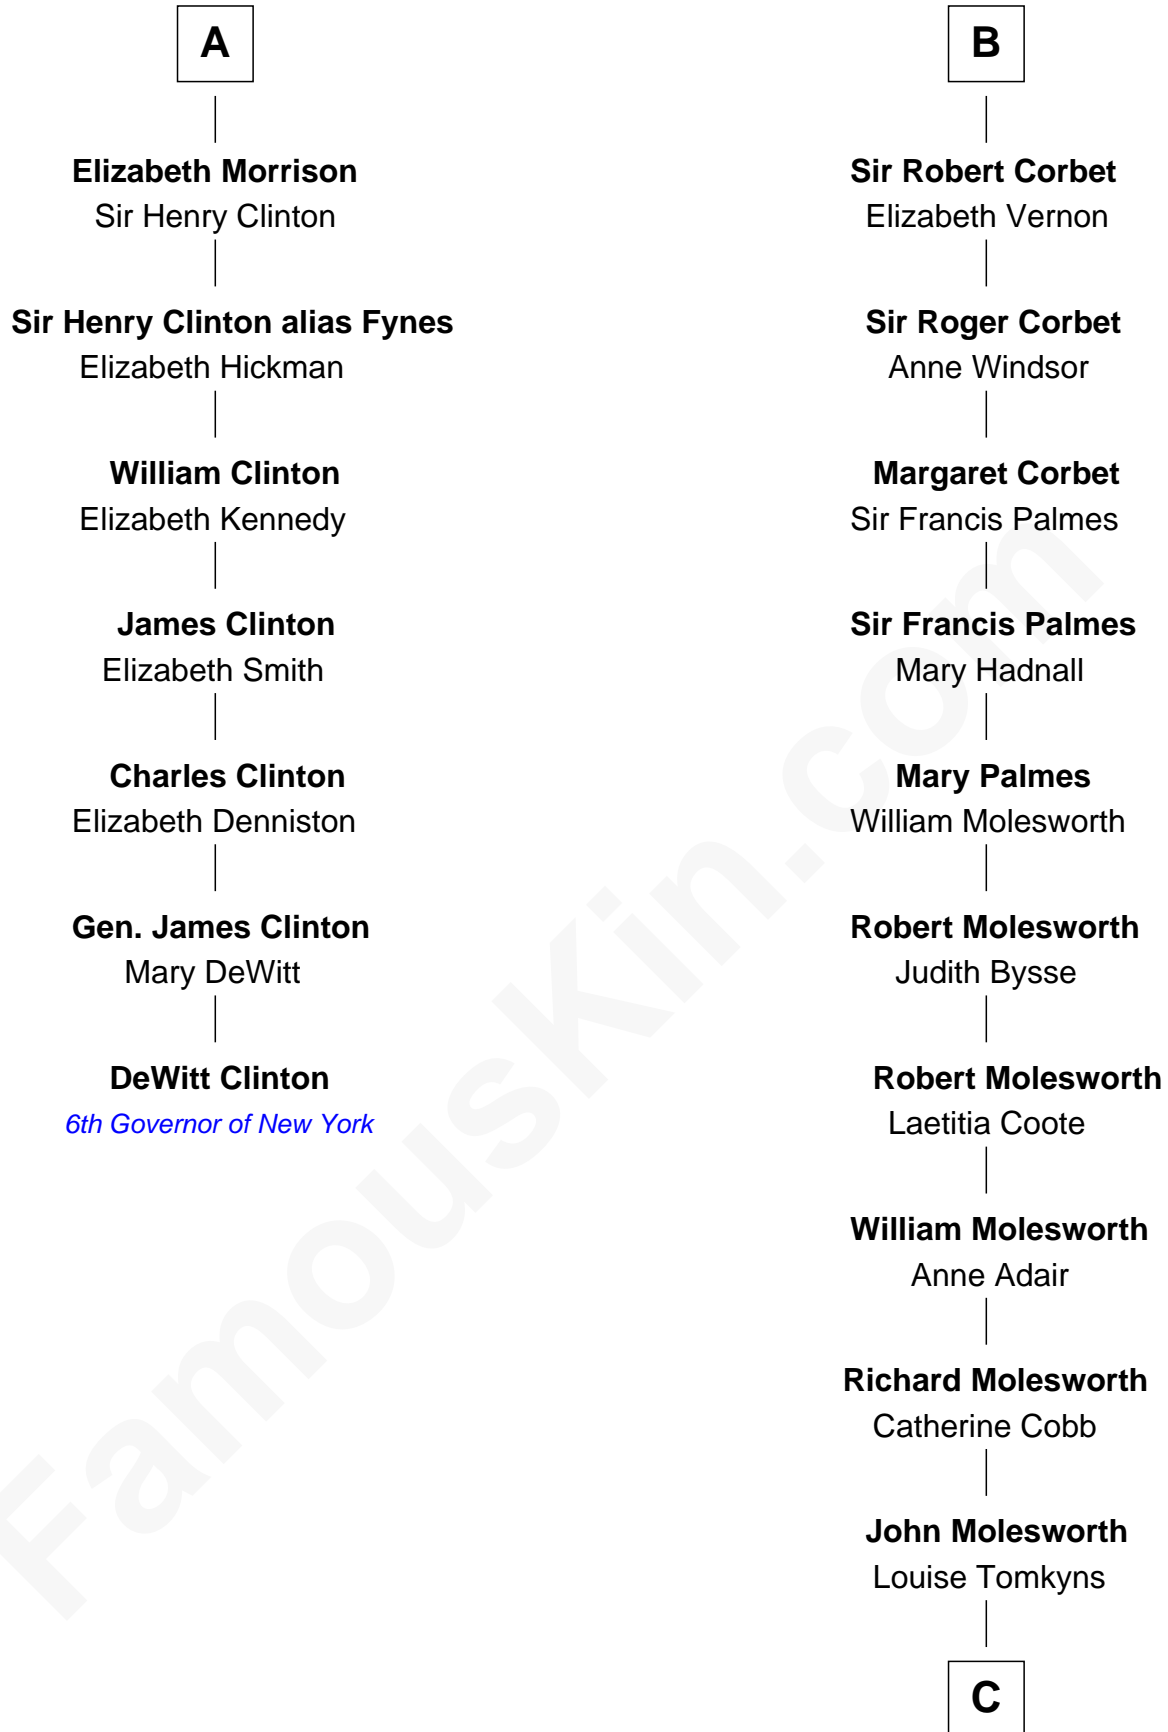 A
Elizabeth Morrison
Sir Henry Clinton
Sir Henry Clinton alias Fynes
Elizabeth Hickman
William Clinton
Elizabeth Kennedy
James Clinton
Elizabeth Smith
Charles Clinton
Elizabeth Denniston
Gen. James Clinton
Mary DeWitt
DeWitt Clinton
6th Governor of New York
B
Sir Robert Corbet
Elizabeth Vernon
Sir Roger Corbet
Anne Windsor
Margaret Corbet
Sir Francis Palmes
Sir Francis Palmes
Mary Hadnall
Mary Palmes
William Molesworth
Robert Molesworth
Judith Bysse
Robert Molesworth
Laetitia Coote
William Molesworth
Anne Adair
Richard Molesworth
Catherine Cobb
John Molesworth
Louise Tomkyns
C
FamousKin.com